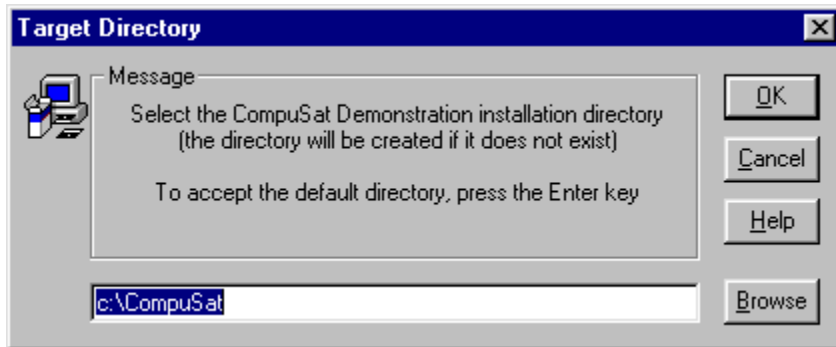 Target Directory
Message
Select the CompuSat Demonstration installation directory
(the directory will be created if it does not exist)
To accept the default directory, press the Enter key
c:\CompuSat
OK
Cancel
Help
Browse